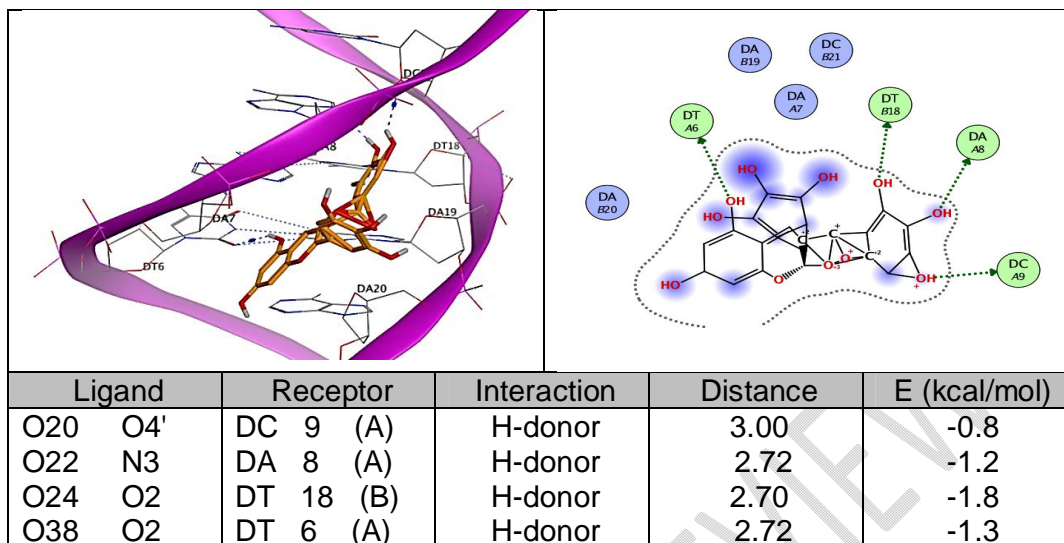 DC
A8
DT18
DA7
DA19
DT6
DA20
DA
B19
DC
B21
DA
A7
DT
A6
DT
B18
DA
A8
DA
B20
DC
A9
OH
OH
OH
OH
OH
HO
HO
OH
C
C
C
O
O
O
+
-2
-3
+
+
Ligand Receptor Interaction Distance E (kcal/mol)
O20 O4' DC 9 (A) H-donor 3.00 -0.8
O22 N3 DA 8 (A) H-donor 2.72 -1.2
O24 O2 DT 18 (B) H-donor 2.70 -1.8
O38 O2 DT 6 (A) H-donor 2.72 -1.3